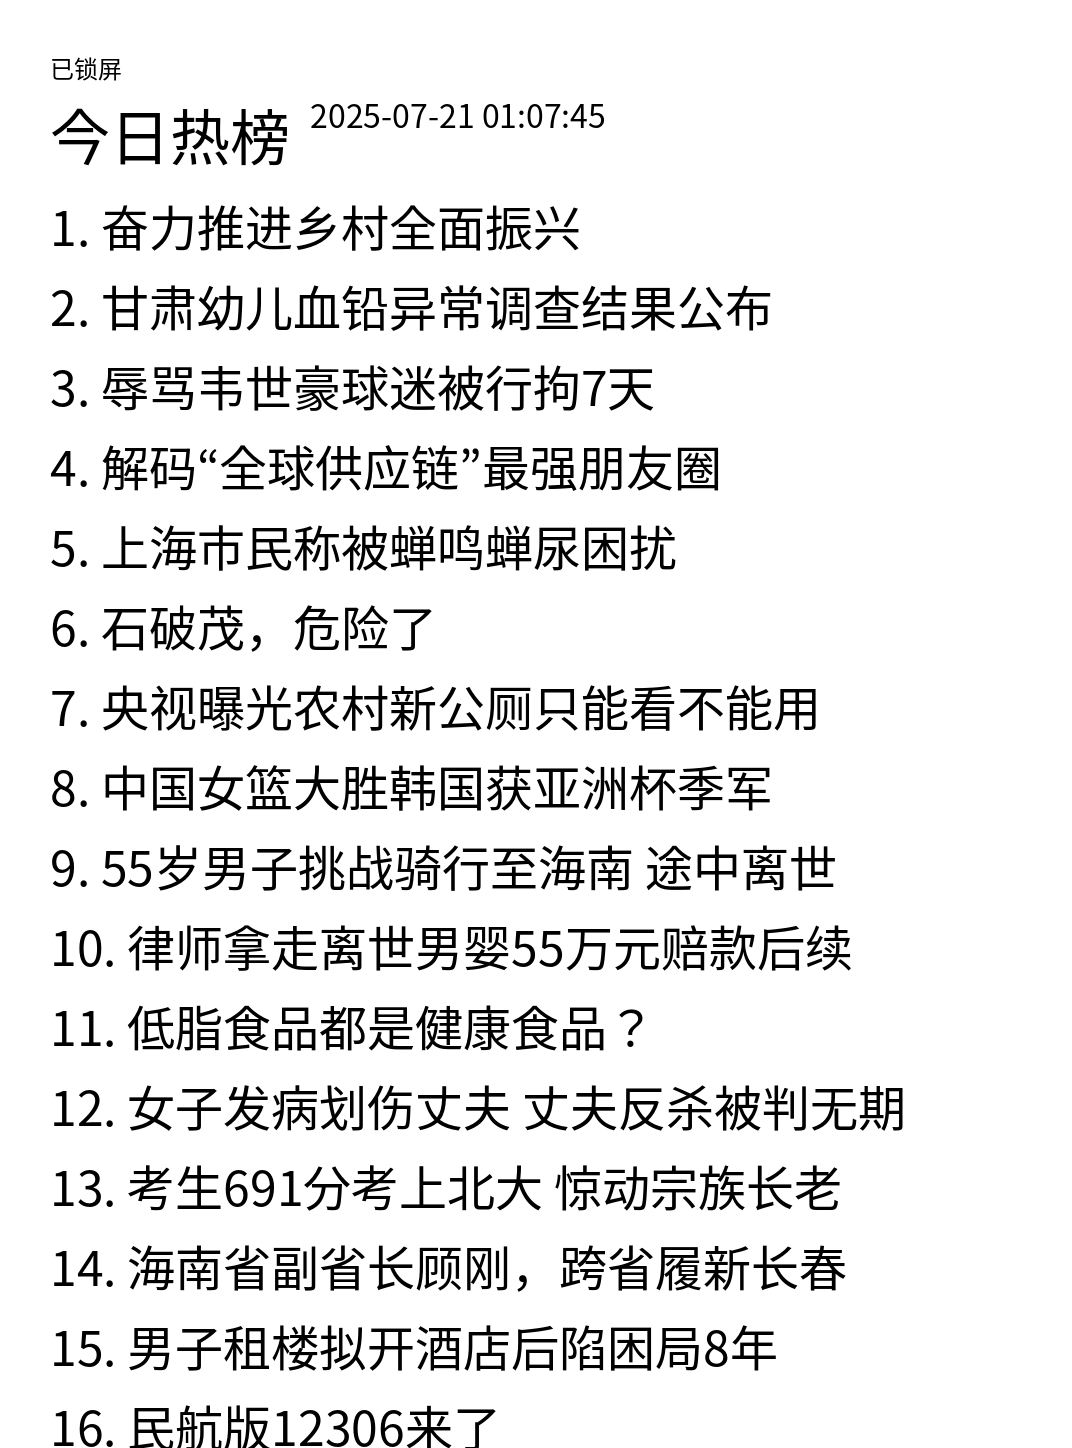 已锁屏
今日热榜 2025-07-21 01:07:45
1. 奋力推进乡村全面振兴
2. 甘肃幼儿血铅异常调查结果公布
3. 辱骂韦世豪球迷被行拘7天
4. 解码“全球供应链”最强朋友圈
5. 上海市民称被蝉鸣蝉尿困扰
6. 石破茂，危险了
7. 央视曝光农村新公厕只能看不能用
8. 中国女篮大胜韩国获亚洲杯季军
9. 55岁男子挑战骑行至海南 途中离世
10. 律师拿走离世男婴55万元赔款后续
11. 低脂食品都是健康食品？
12. 女子发病划伤丈夫 丈夫反杀被判无期
13. 考生691分考上北大 惊动宗族长老
14. 海南省副省长顾刚，跨省履新长春
15. 男子租楼拟开酒店后陷困局8年
16. 民航版12306来了